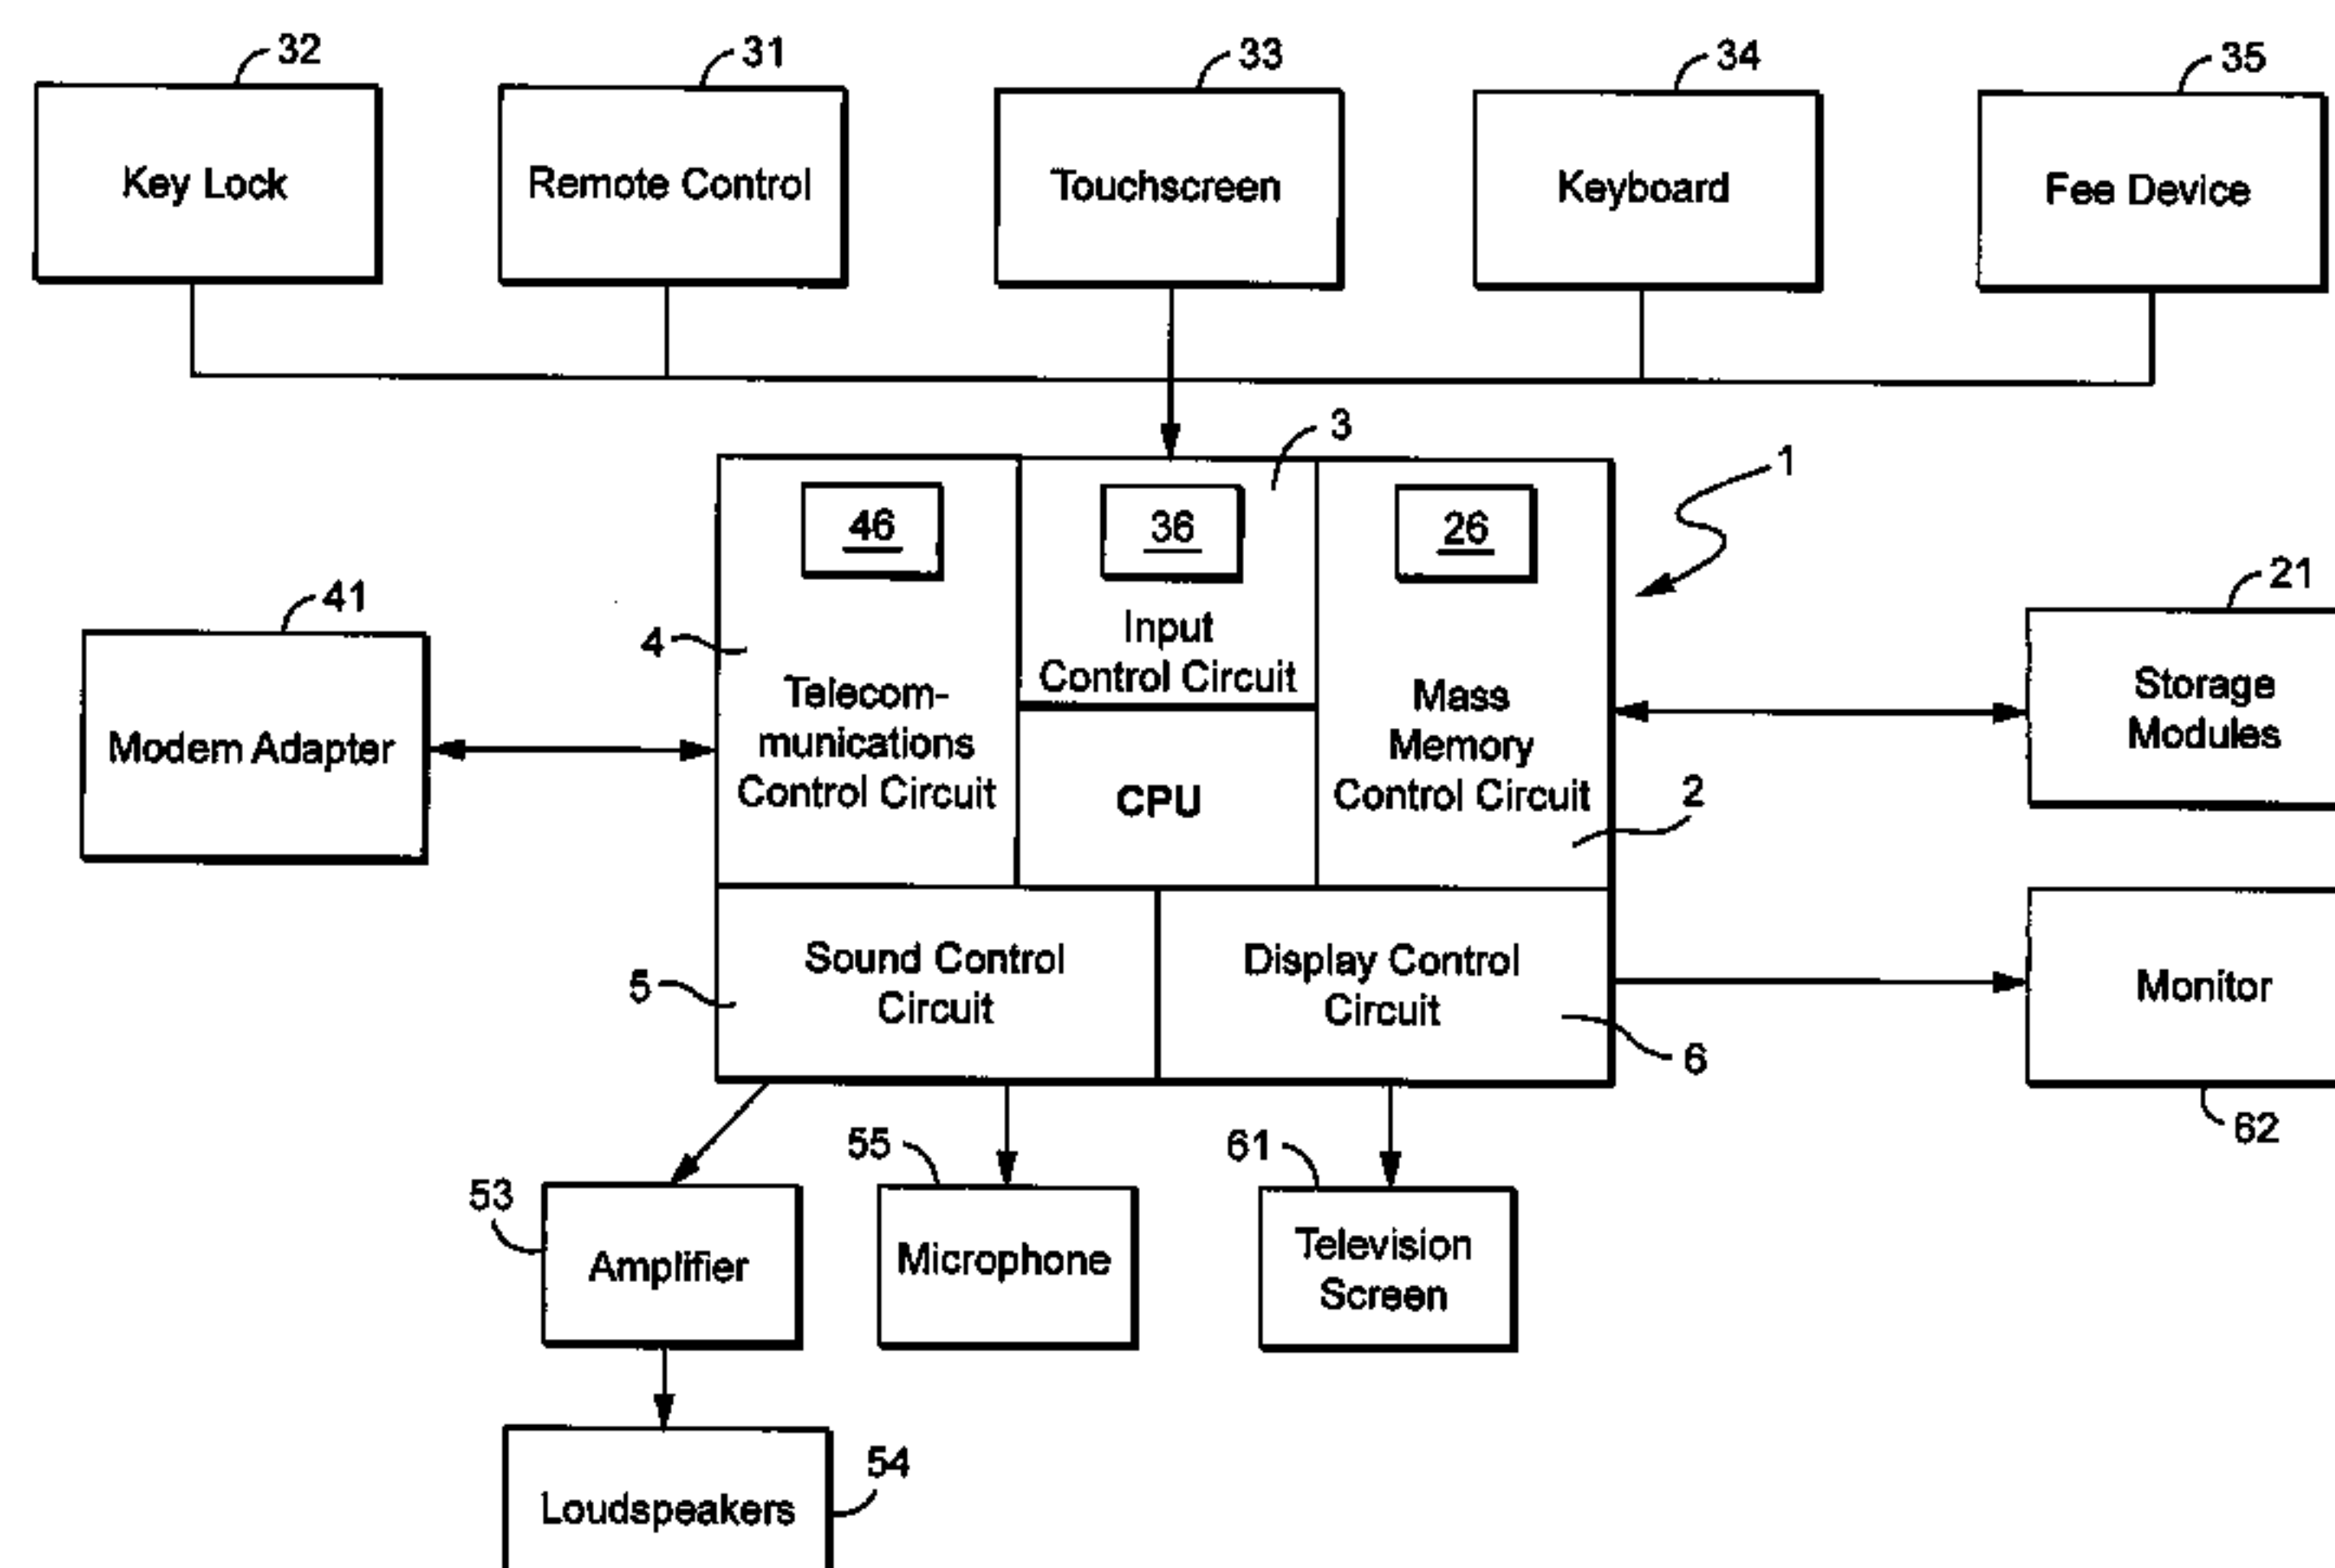 32
31
33
34
35
Key Lock
Remote Control
Touchscreen
Keyboard
Fee Device
3
1
46
36
26
41
4
21
Input
Control Circuit
Telecom-
munications
Control Circuit
Mass
Memory
Control Circuit
2
Modem Adapter
CPU
Storage
Modules
Sound Control
Circuit
5
Display Control
Circuit
6
Monitor
62
53
55
61
Amplifier
Microphone
Television
Screen
Loudspeakers
54